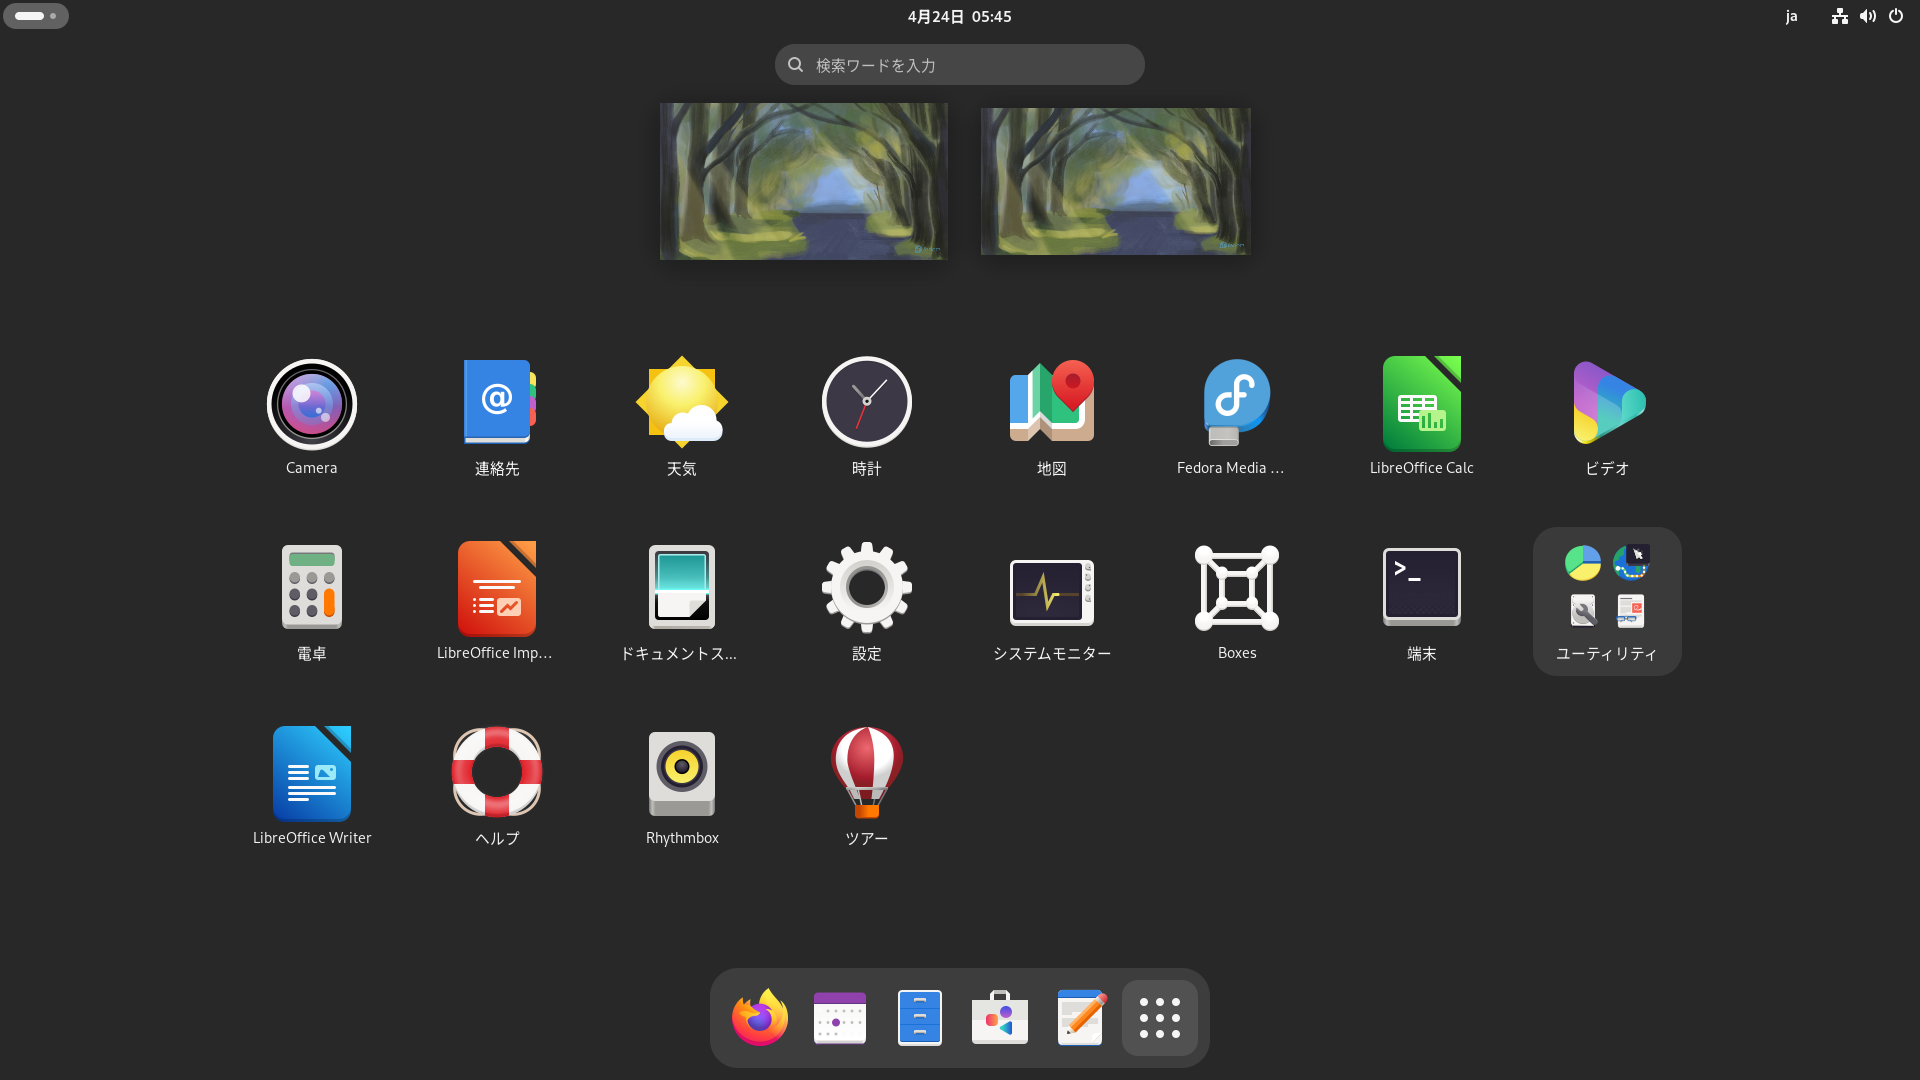 4月24日 05:45
ja
検索ワードを入力
Camera
連絡先
天気
時計
地図
Fedora Media …
LibreOffice Calc
ビデオ
電卓
LibreOffice Imp…
ドキュメントス…
設定
システムモニター
Boxes
端末
ユーティリティ
LibreOffice Writer
ヘルプ
Rhythmbox
ツアー